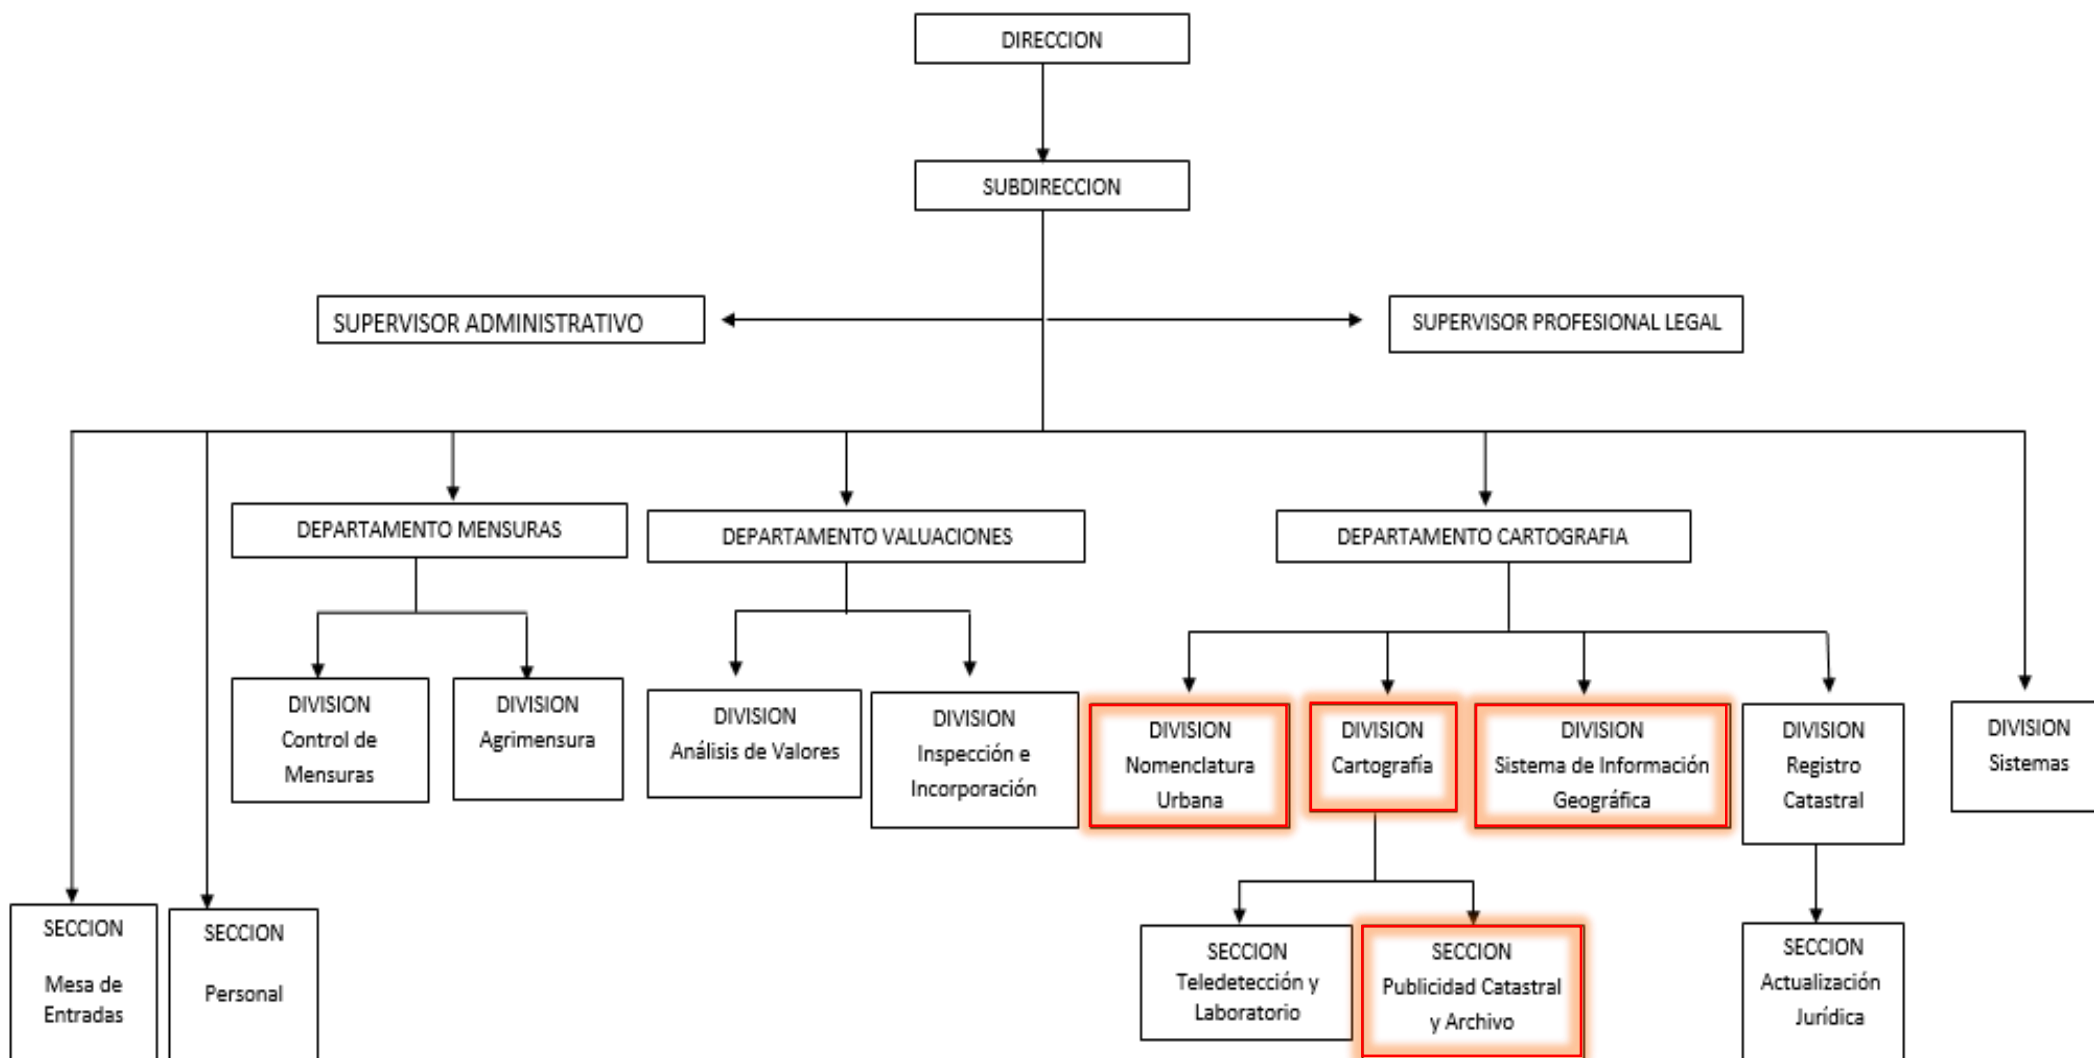 DIRECCION
SUBDIRECCION
SUPERVISOR ADMINISTRATIVO
SUPERVISOR PROFESIONAL LEGAL
DEPARTAMENTO MENSURAS
DEPARTAMENTO VALUACIONES
DEPARTAMENTO CARTOGRAFIA
DIVISION
Control de
Mensuras
DIVISION
Agrimensura
DIVISION
Análisis de Valores
DIVISION
Inspección e
Incorporación
DIVISION
Nomenclatura
Urbana
DIVISION
Cartografía
DIVISION
Sistema de Información
Geográfica
DIVISION
Registro
Catastral
DIVISION
Sistemas
SECCION
Mesa de
Entradas
SECCION
Personal
SECCION
Teledetección y
Laboratorio
SECCION
Publicidad Catastral
y Archivo
SECCION
Actualización
Jurídica